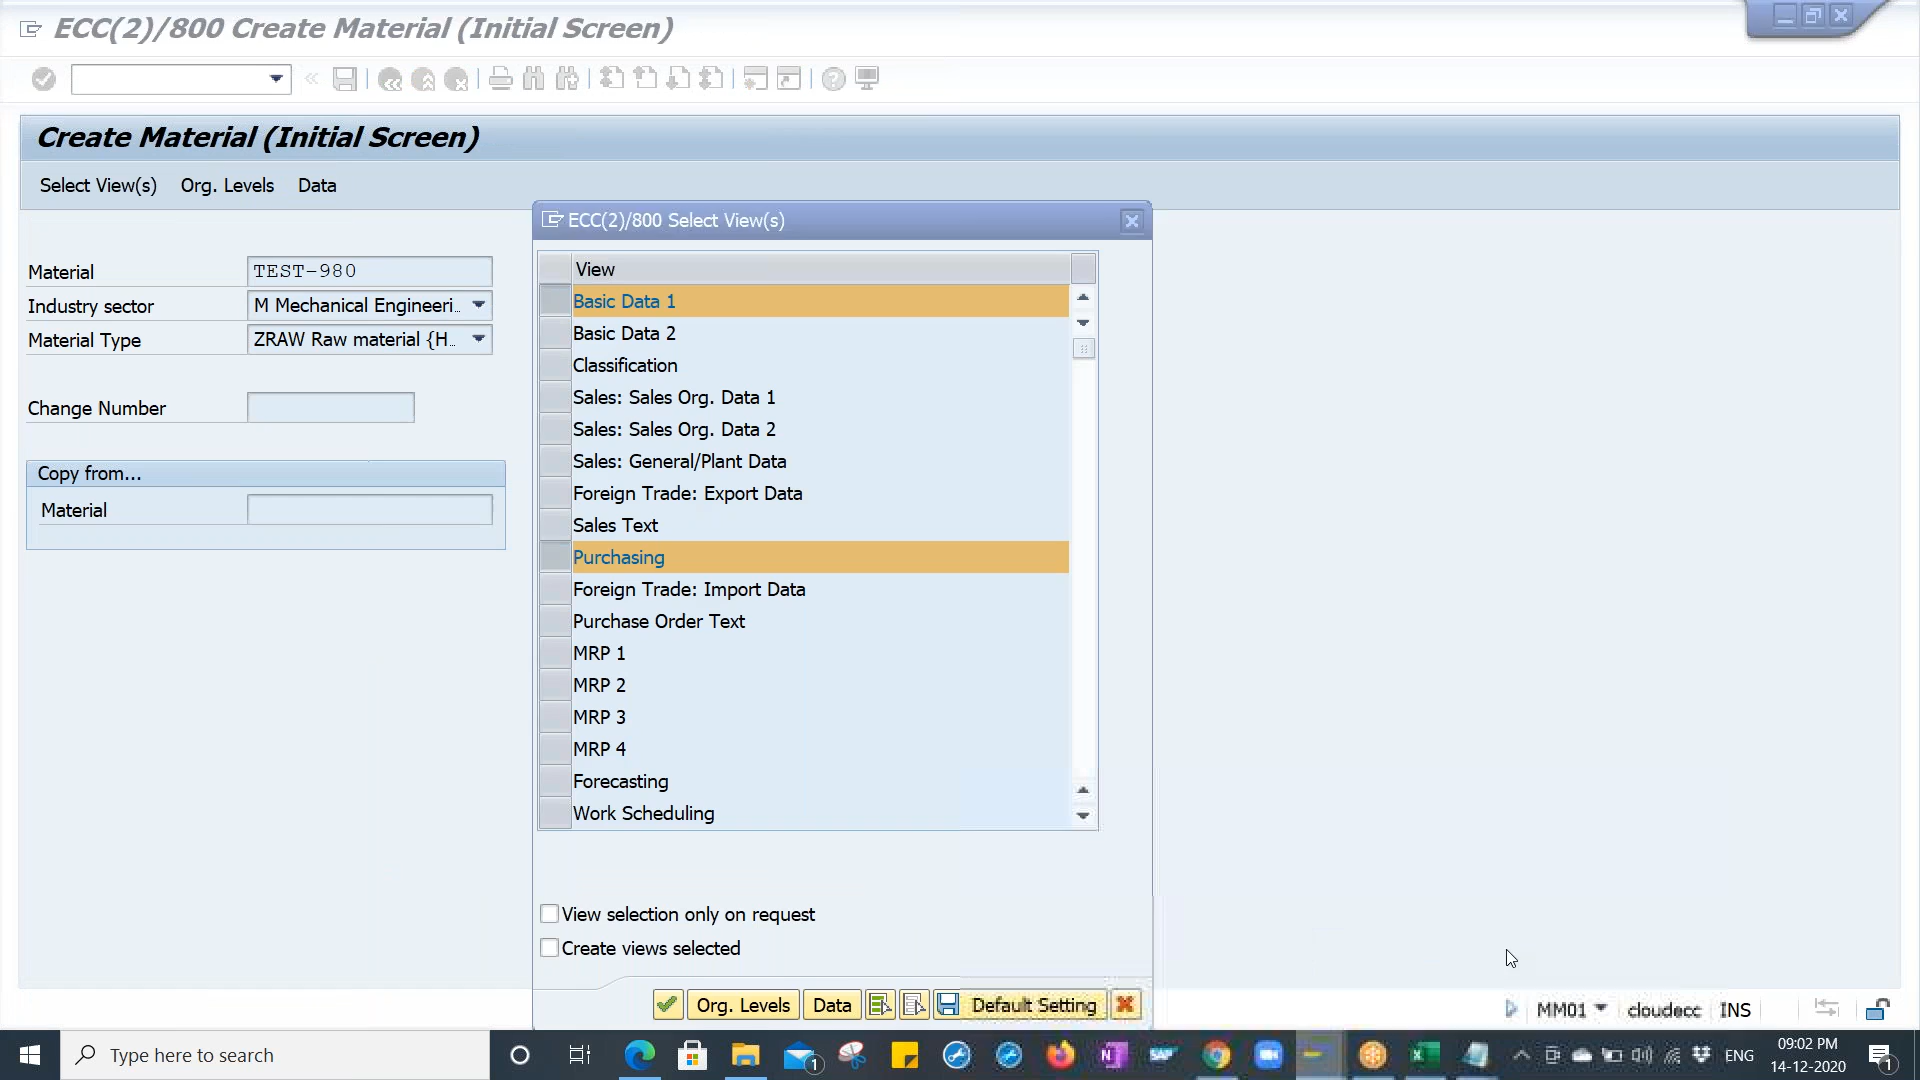 ECC(2)/800 Create Material (Initial Screen)
Create Material (Initial Screen)
Select View(s) Org. Levels Data
ECC(2)/800 Select View(s)
Material TEST-980
Industry sector M Mechanical Engineeri..
Material Type ZRAW Raw material {H..
Change Number
Copy from...
Material
View
Basic Data 1
Basic Data 2
Classification
Sales: Sales Org. Data 1
Sales: Sales Org. Data 2
Sales: General/Plant Data
Foreign Trade: Export Data
Sales Text
Purchasing
Foreign Trade: Import Data
Purchase Order Text
MRP 1
MRP 2
MRP 3
MRP 4
Forecasting
Work Scheduling
View selection only on request
Create views selected
Org. Levels Data Default Setting
MM01 cloudecc INS
Type here to search
1
N
SAP
ENG
09:02 PM
14-12-2020
1